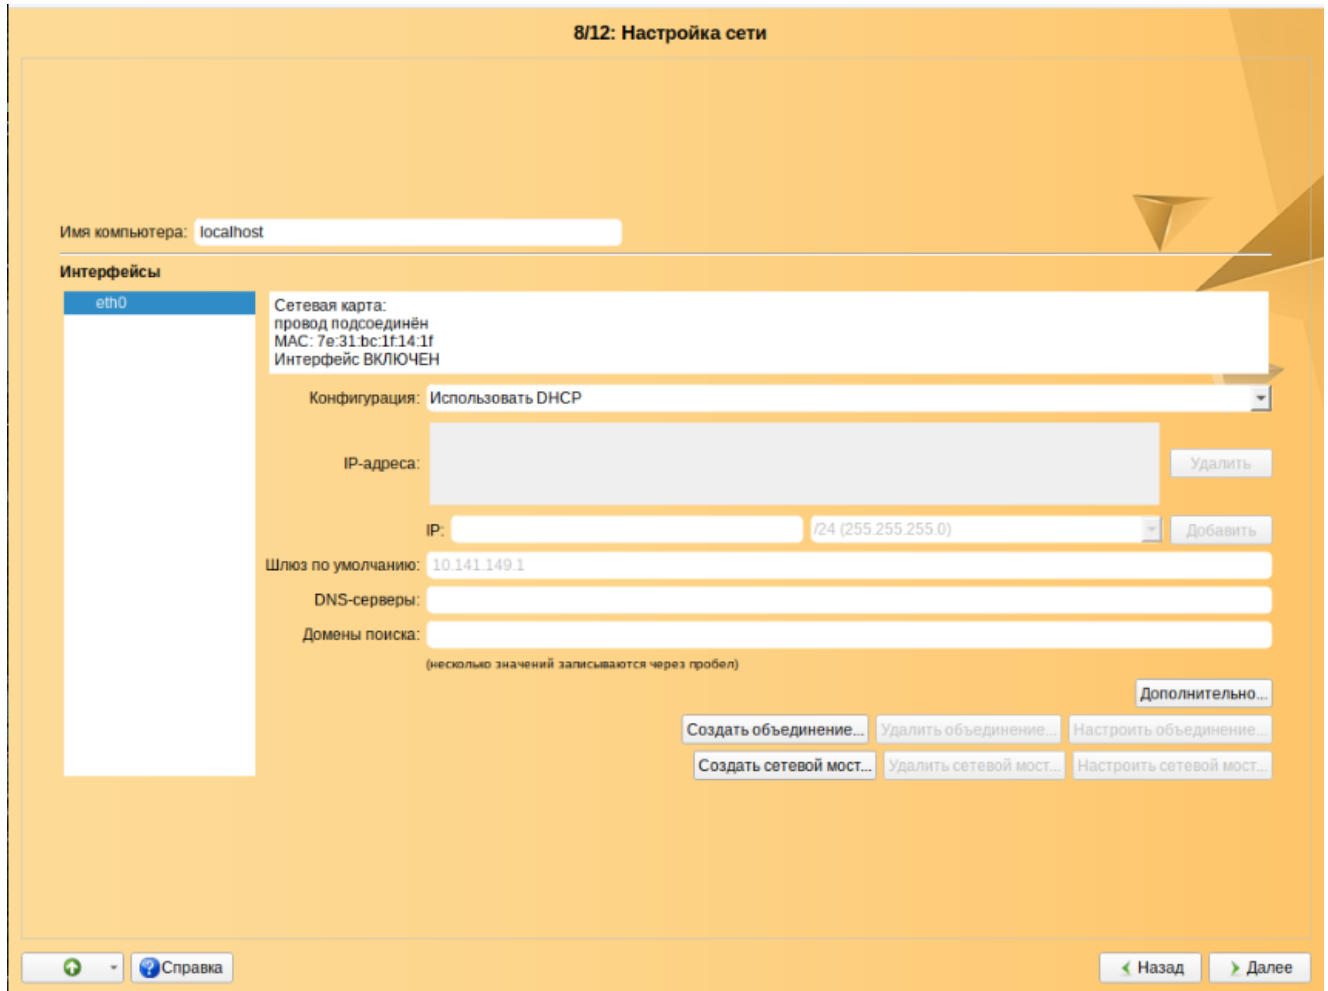 8/12: Настройка сети
Имя компьютера: localhost
Интерфейсы
eth0
Сетевая карта:
провод подсоединён
MAC: 7e:31:bc:1f:14:1f
Интерфейс ВКЛЮЧЕН
Конфигурация: Использовать DHCP
IP-адреса: Удалить
IP: /24 (255.255.255.0) Добавить
Шлюз по умолчанию: 10.141.149.1
DNS-серверы:
Домены поиска:
(несколько значений записываются через пробел)
Дополнительно...
Создать объединение... Удалить объединение... Настроить объединение...
Создать сетевой мост... Удалить сетевой мост... Настроить сетевой мост...
Справка Назад Далее